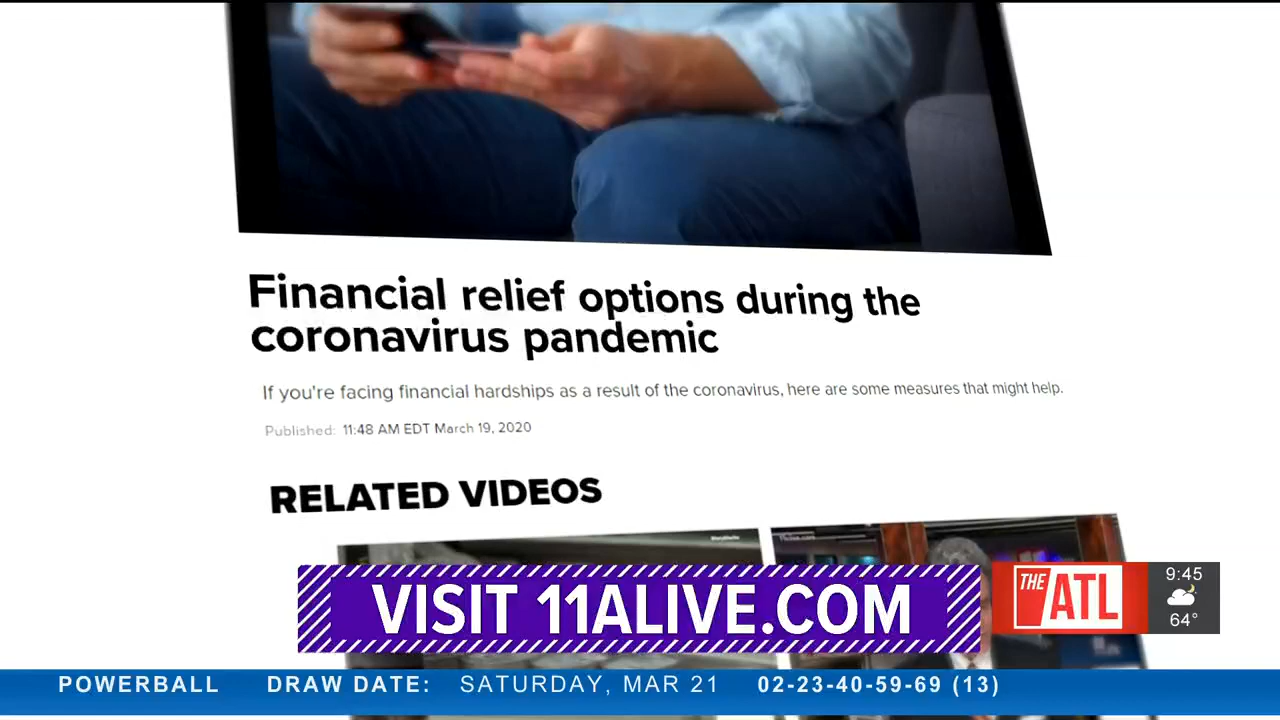 Financial relief options during the
coronavirus pandemic
If you're facing financial hardships as a result of the coronavirus, here are some measures that might help.
Published: 11:48 AM EDT March 19, 2020
RELATED VIDEOS
11alive.com
VISIT 11ALIVE.COM
THE ATL
9:45
64°
POWERBALL DRAW DATE: SATURDAY, MAR 21 02-23-40-59-69 (13)